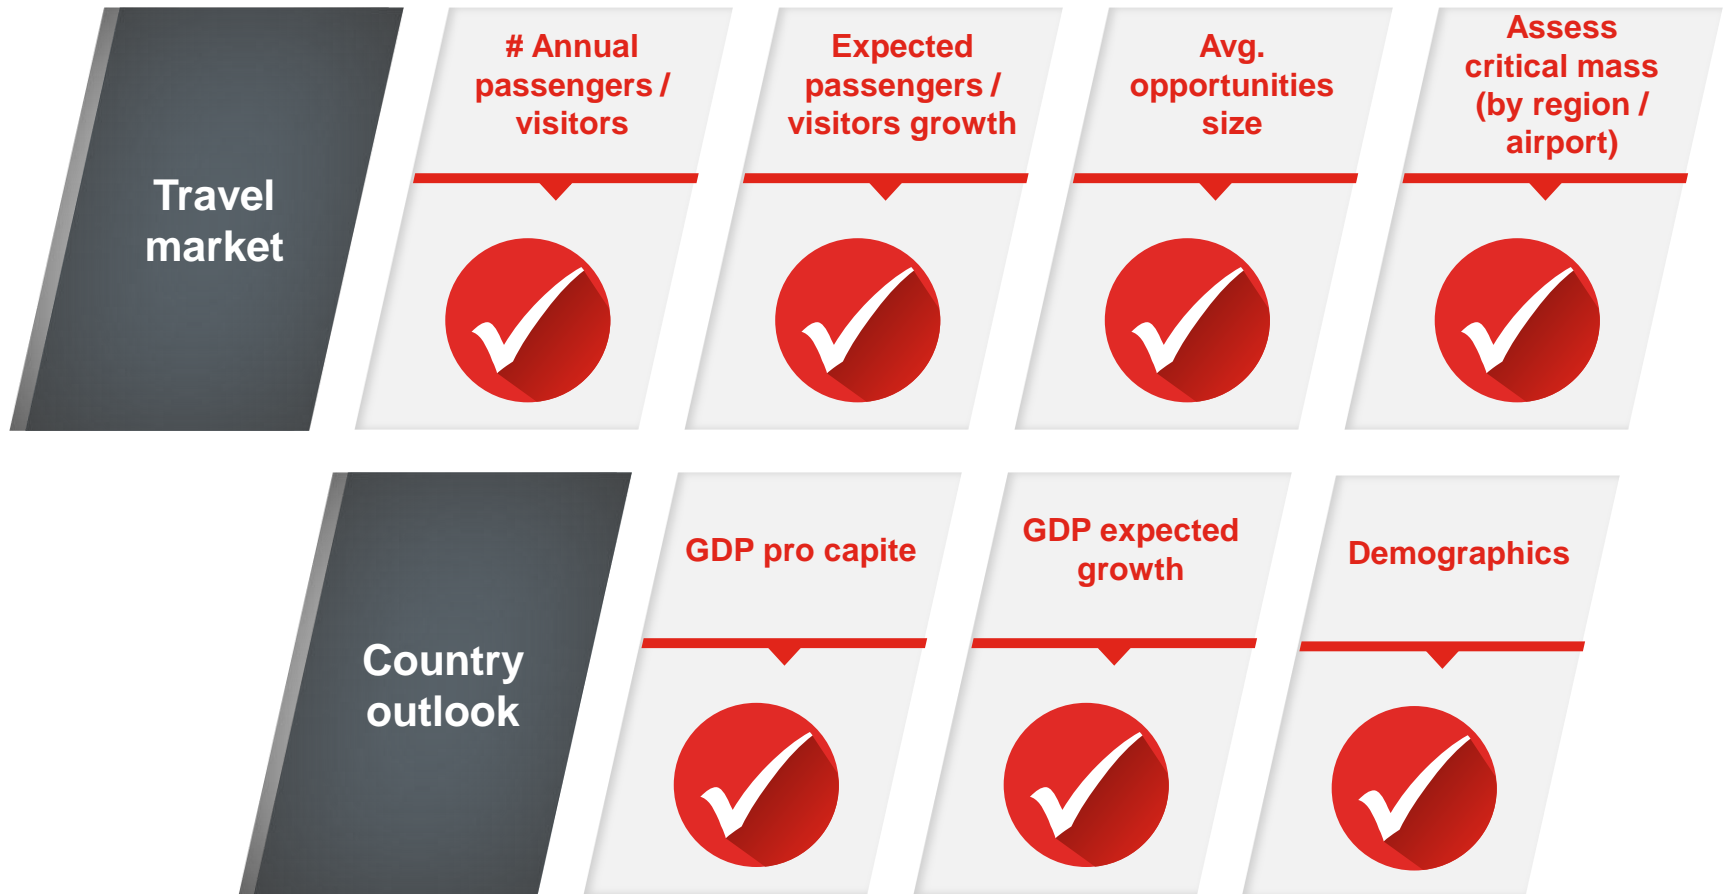 Travel
market
# Annual
passengers /
visitors
Expected
passengers /
visitors growth
Avg.
opportunities
size
Assess
critical mass
(by region /
airport)
Country
outlook
GDP pro capite
GDP expected
growth
Demographics